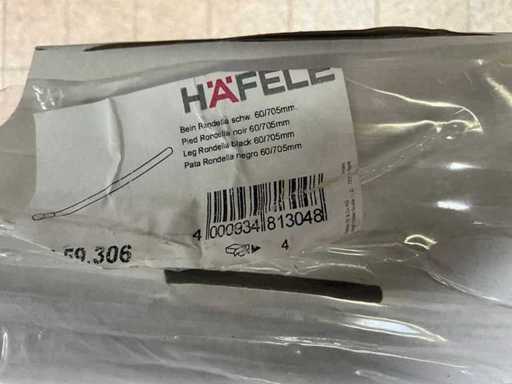 HÄFELE
Bein Rondella schw. 60/705mm.
Pied Rondella noir 60/705mm
Leg Rondella black 60/705mm
Pata Rondella negro 60/705mm
4 000934 813048
59.306
4